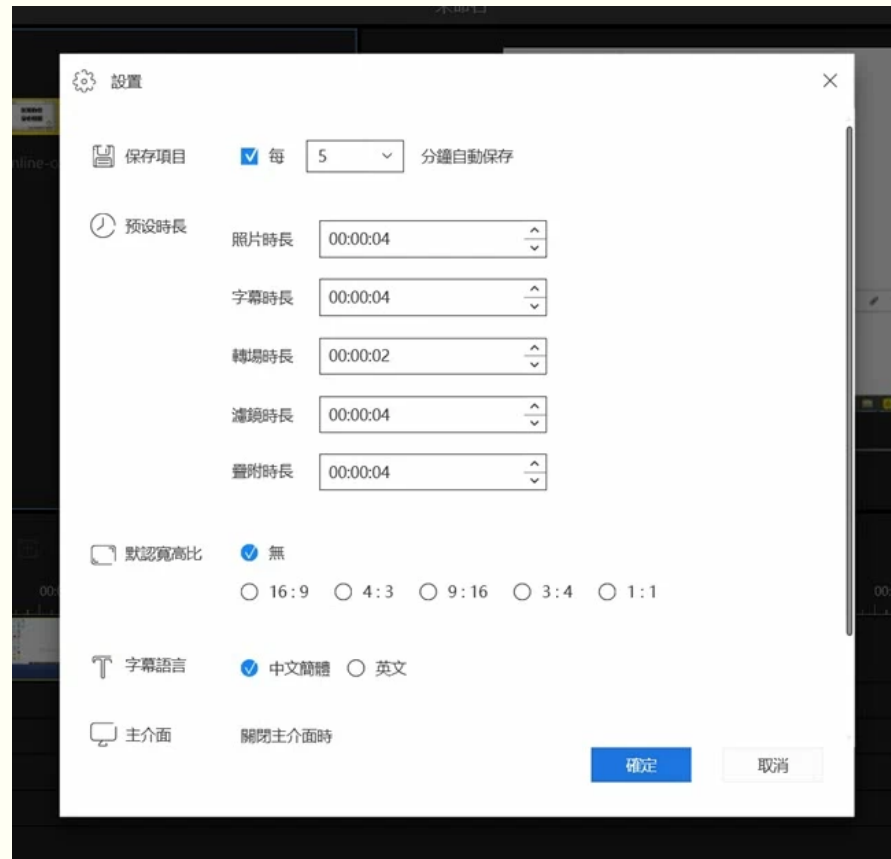 未命名
設置
保存項目 每 5 分鐘自動保存
预设時長
照片時長 00:00:04
字幕時長 00:00:04
轉場時長 00:00:02
濾鏡時長 00:00:04
疊附時長 00:00:04
默認寬高比 無
16:9 4:3 9:16 3:4 1:1
字幕語言 中文簡體 英文
主介面 關閉主介面時
確定 取消